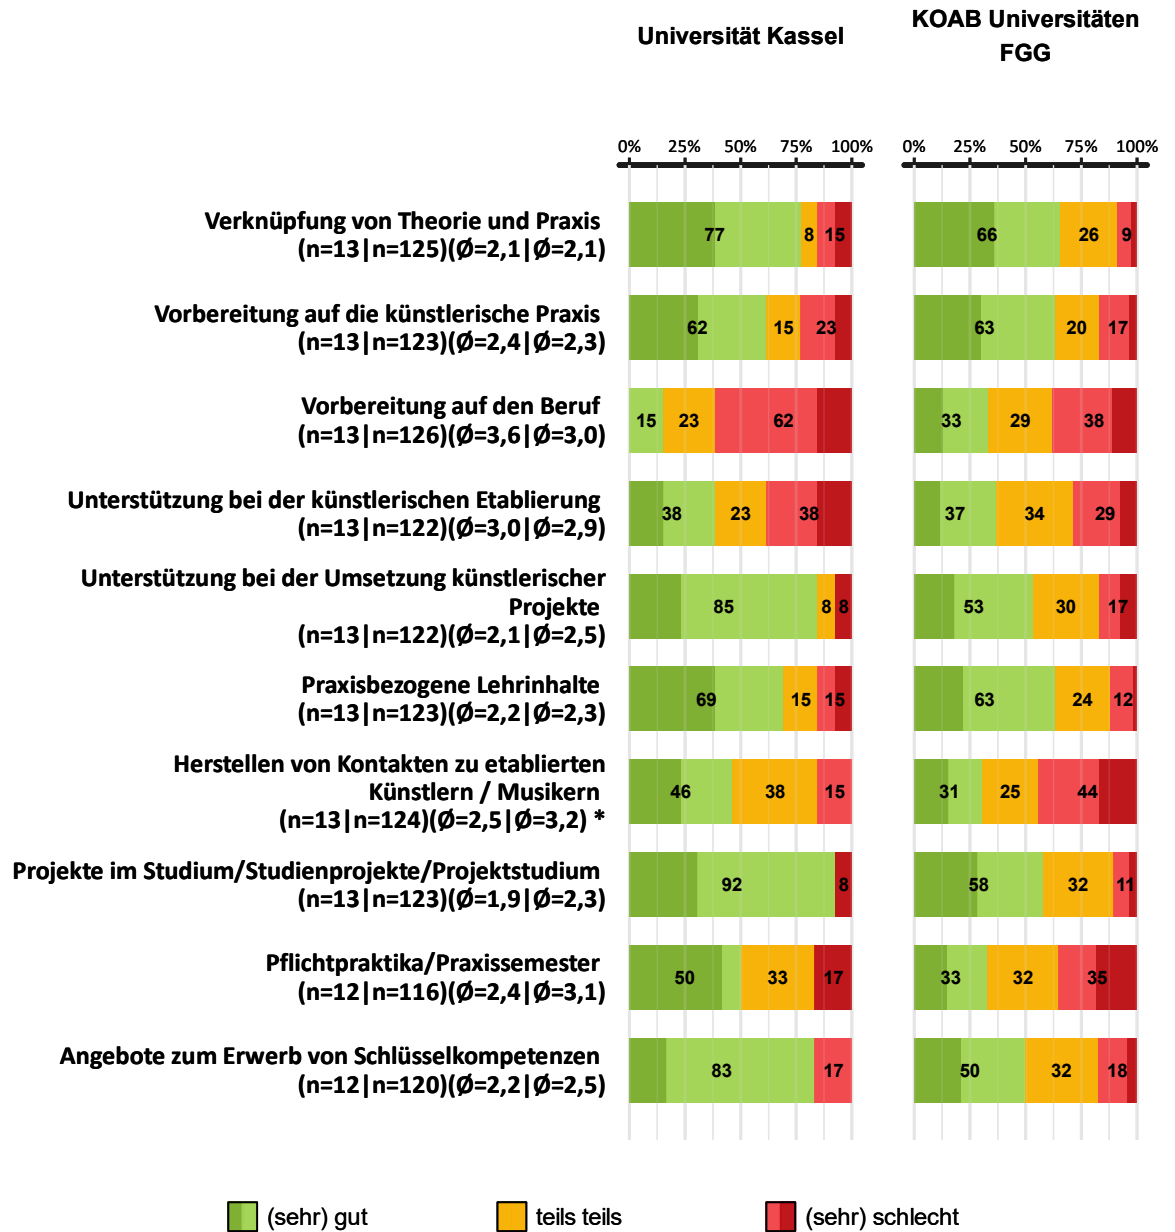 Universität Kassel
KOAB Universitäten
FGG
0% 25% 50% 75% 100%
0% 25% 50% 75% 100%
Verknüpfung von Theorie und Praxis
(n=13|n=125)(Ø=2,1|Ø=2,1)
77 8 15
66 26 9
Vorbereitung auf die künstlerische Praxis
(n=13|n=123)(Ø=2,4|Ø=2,3)
62 15 23
63 20 17
Vorbereitung auf den Beruf
(n=13|n=126)(Ø=3,6|Ø=3,0)
15 23 62
33 29 38
Unterstützung bei der künstlerischen Etablierung
(n=13|n=122)(Ø=3,0|Ø=2,9)
38 23 38
37 34 29
Unterstützung bei der Umsetzung künstlerischer
Projekte
(n=13|n=122)(Ø=2,1|Ø=2,5)
85 8 8
53 30 17
Praxisbezogene Lehrinhalte
(n=13|n=123)(Ø=2,2|Ø=2,3)
69 15 15
63 24 12
Herstellen von Kontakten zu etablierten
Künstlern / Musikern
(n=13|n=124)(Ø=2,5|Ø=3,2) *
46 38 15
31 25 44
Projekte im Studium/Studienprojekte/Projektstudium
(n=13|n=123)(Ø=1,9|Ø=2,3)
92 8
58 32 11
Pflichtpraktika/Praxissemester
(n=12|n=116)(Ø=2,4|Ø=3,1)
50 33 17
33 32 35
Angebote zum Erwerb von Schlüsselkompetenzen
(n=12|n=120)(Ø=2,2|Ø=2,5)
83 17
50 32 18
(sehr) gut
teils teils
(sehr) schlecht